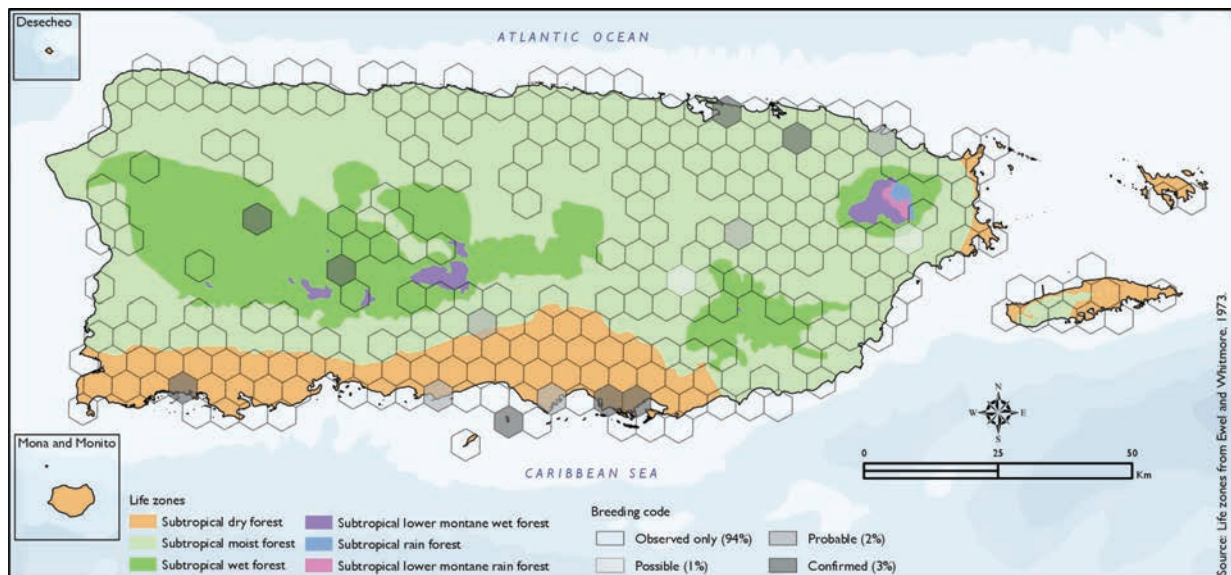 Desecheo
ATLANTIC OCEAN
Mona and Monito
CARIBBEAN SEA
N
W E
S
0 25 50
Km
Life zones
Subtropical dry forest
Subtropical moist forest
Subtropical wet forest
Subtropical lower montane wet forest
Subtropical rain forest
Subtropical lower montane rain forest
Breeding code
Observed only (94%)
Possible (1%)
Probable (2%)
Confirmed (3%)
Source: Life zones from Ewel and Whitmore, 1973.